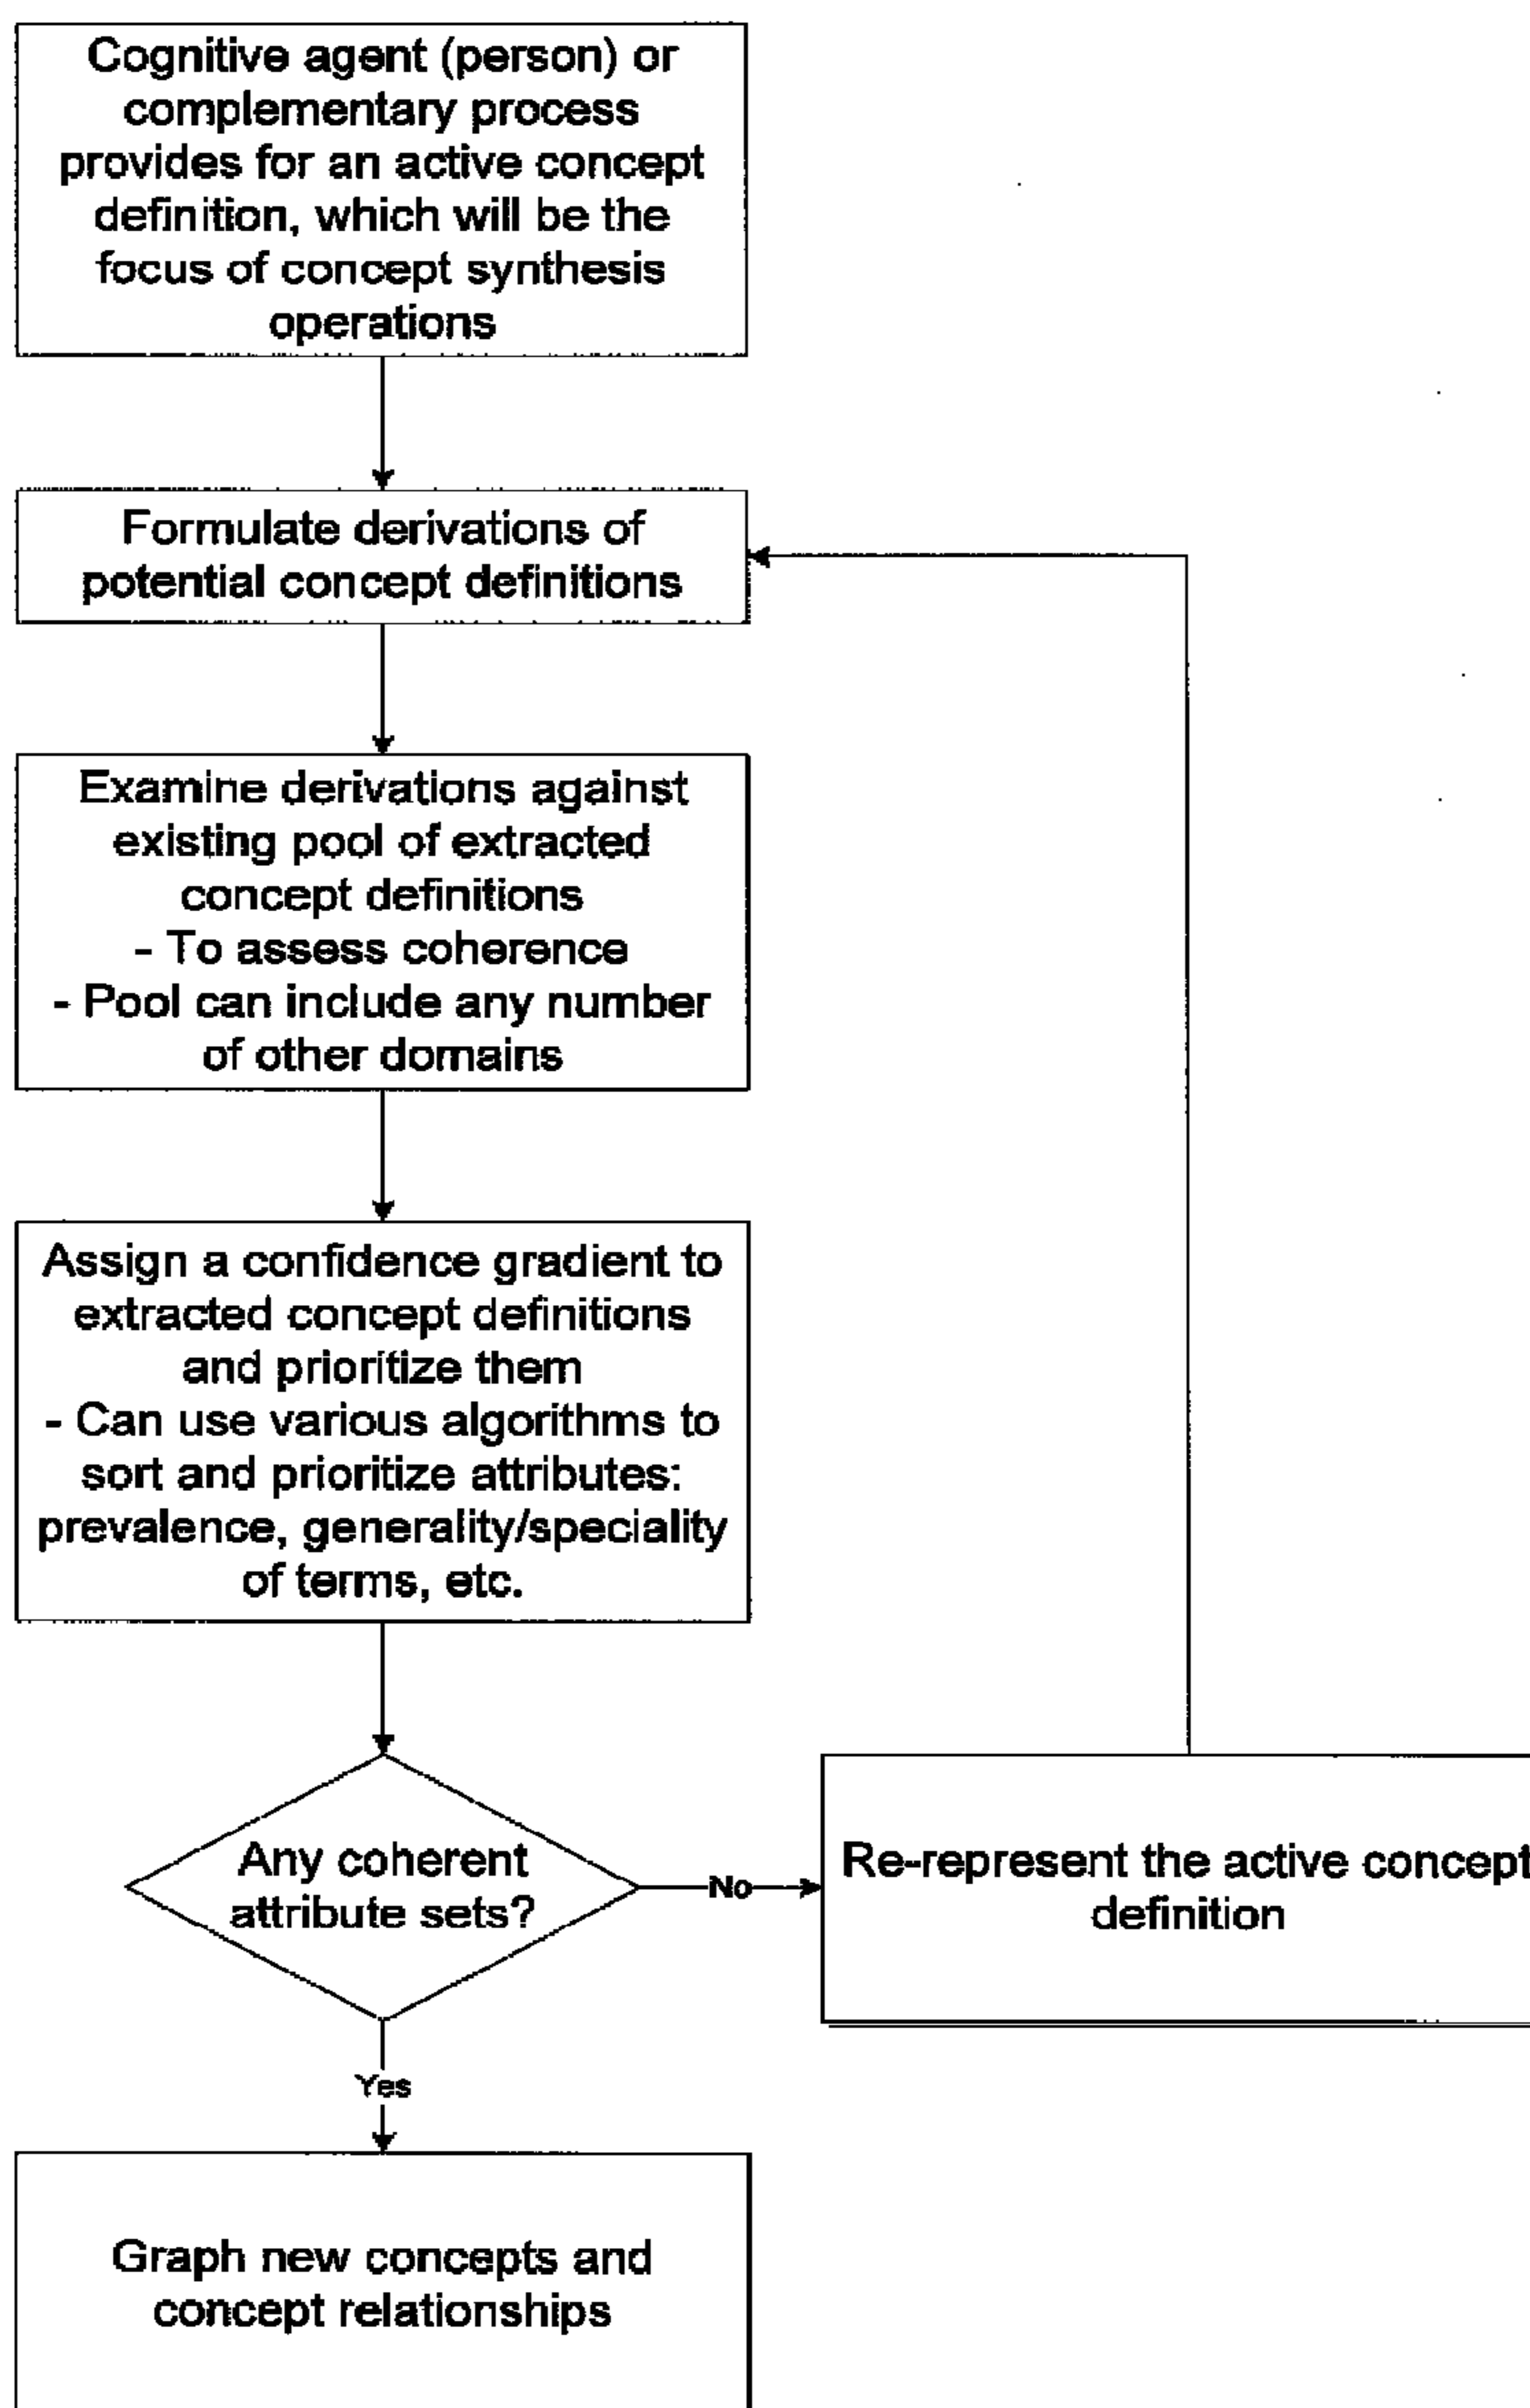 Cognitive agent (person) or
complementary process
provides for an active concept
definition, which will be the
focus of concept synthesis
operations
Formulate derivations of
potential concept definitions
Examine derivations against
existing pool of extracted
concept definitions
- To assess coherence
- Pool can include any number
of other domains
Assign a confidence gradient to
extracted concept definitions
and prioritize them
- Can use various algorithms to
sort and prioritize attributes:
prevalence, generality/speciality
of terms, etc.
Any coherent
attribute sets?
No
Re-represent the active concept
definition
Yes
Graph new concepts and
concept relationships